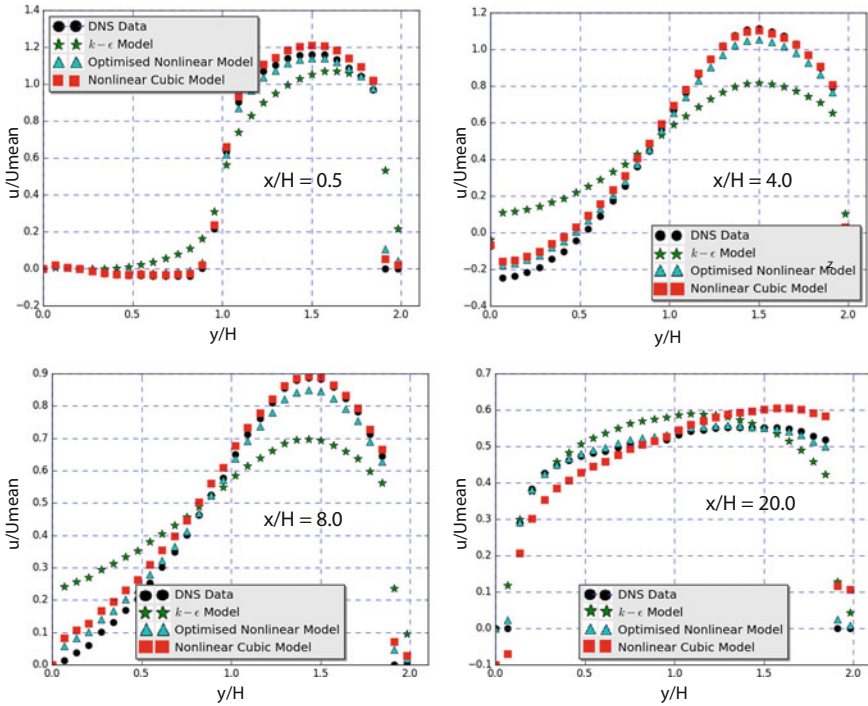 1.4
1.2
1.0
0.8
0.6
0.4
0.2
0.0
−0.2
u/Umean
DNS Data
k − ϵ Model
Optimised Nonlinear Model
Nonlinear Cubic Model
x/H = 0.5
0.0 0.5 1.0 1.5 2.0
y/H
1.2
1.0
0.8
0.6
0.4
0.2
0.0
−0.2
−0.4
u/Umean
x/H = 4.0
DNS Data
k − ϵ Model
Optimised Nonlinear Model
Nonlinear Cubic Model
z
0.0 0.5 1.0 1.5 2.0
y/H
0.9
0.8
0.7
0.6
0.5
0.4
0.3
0.2
0.1
0.0
u/Umean
x/H = 8.0
DNS Data
k − ϵ Model
Optimised Nonlinear Model
Nonlinear Cubic Model
0.0 0.5 1.0 1.5 2.0
y/H
0.7
0.6
0.5
0.4
0.3
0.2
0.1
0.0
−0.1
u/Umean
x/H = 20.0
DNS Data
k − ϵ Model
Optimised Nonlinear Model
Nonlinear Cubic Model
0.0 0.5 1.0 1.5 2.0
y/H